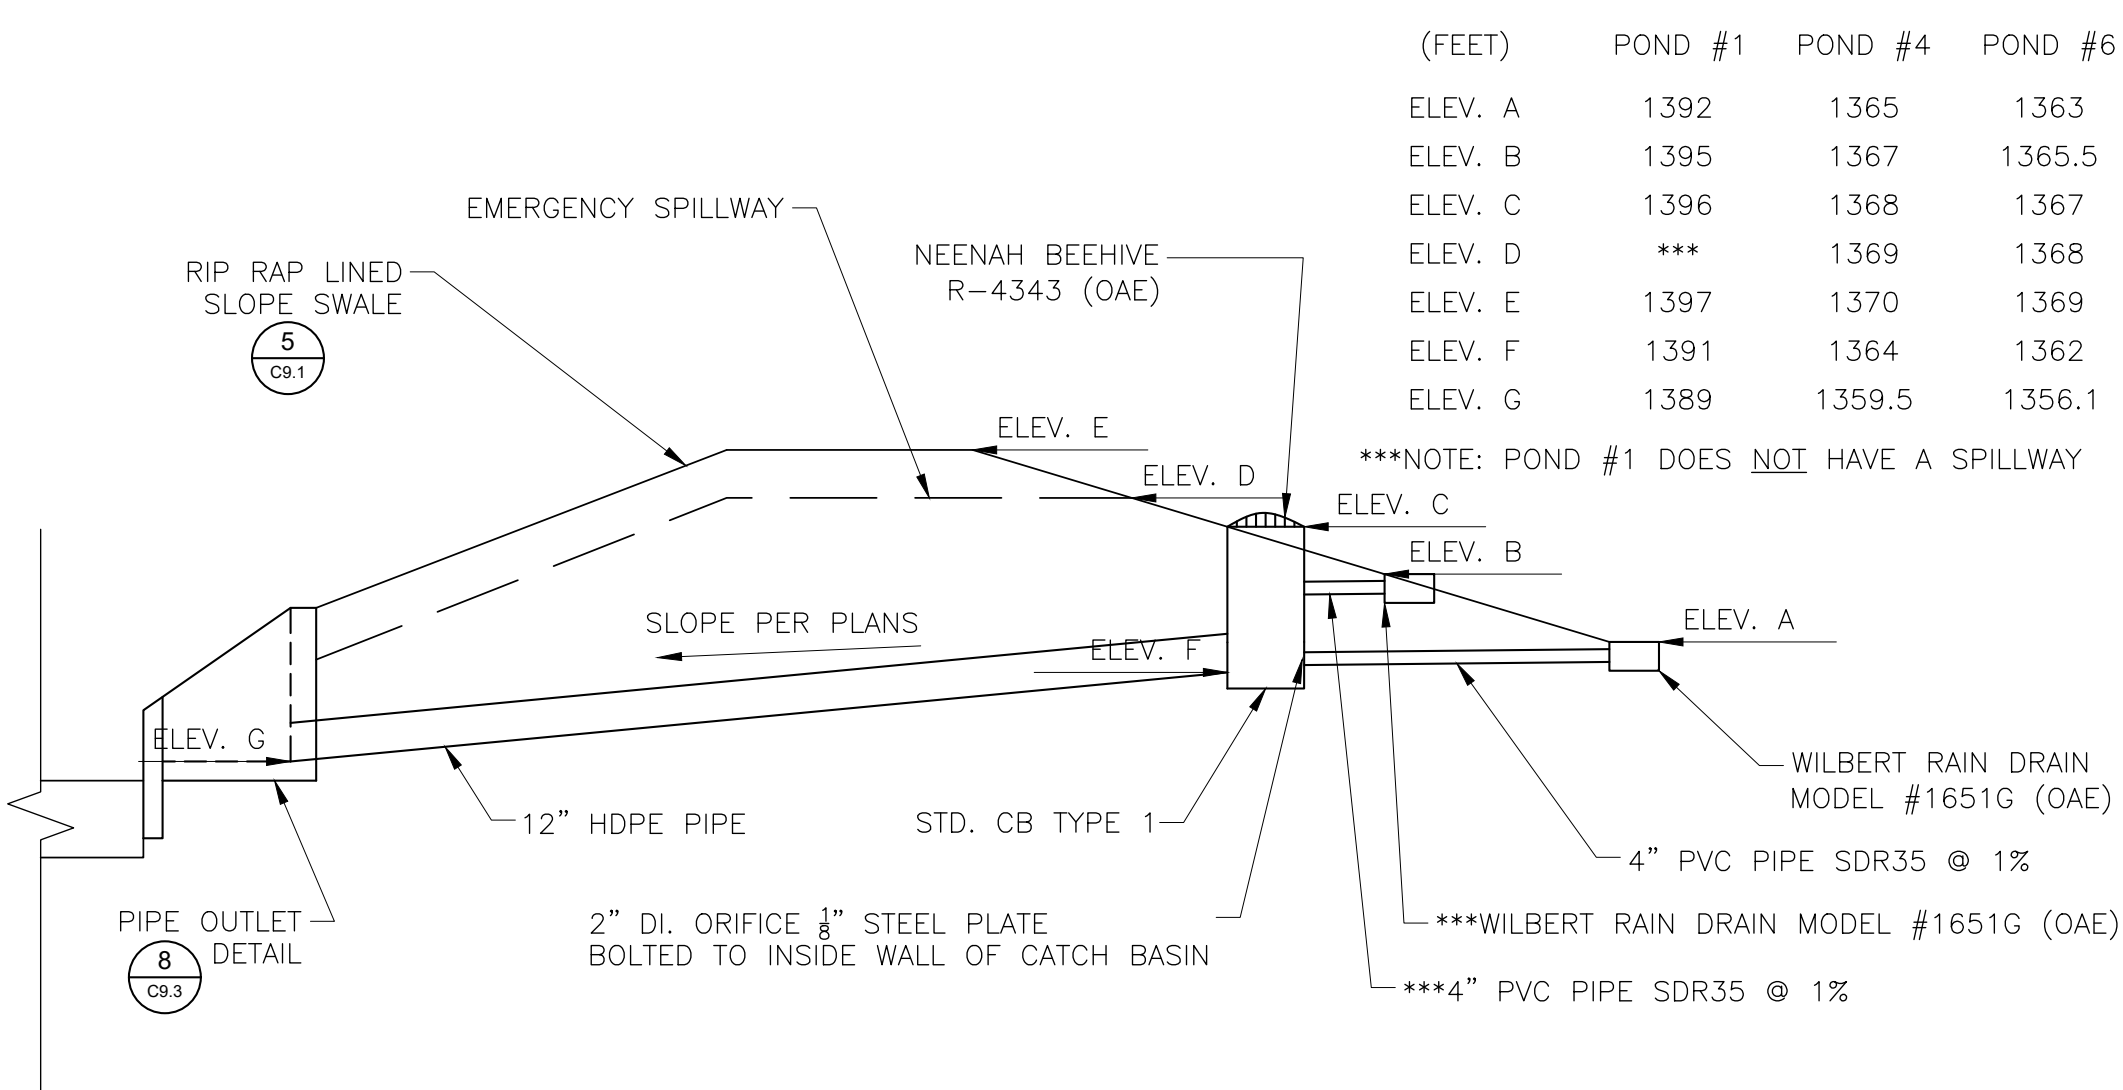 (FEET) POND #1 POND #4 POND #6
ELEV. A 1392 1365 1363
ELEV. B 1395 1367 1365.5
ELEV. C 1396 1368 1367
ELEV. D *** 1369 1368
ELEV. E 1397 1370 1369
ELEV. F 1391 1364 1362
ELEV. G 1389 1359.5 1356.1
***NOTE: POND #1 DOES NOT HAVE A SPILLWAY
EMERGENCY SPILLWAY
NEENAH BEEHIVE
R-4343 (OAE)
RIP RAP LINED
SLOPE SWALE
5
C9.1
ELEV. E
ELEV. D
ELEV. C
ELEV. B
ELEV. A
SLOPE PER PLANS
ELEV. F
ELEV. G
WILBERT RAIN DRAIN
MODEL #1651G (OAE)
12” HDPE PIPE
STD. CB TYPE 1
4” PVC PIPE SDR35 @ 1%
PIPE OUTLET
DETAIL
8
C9.3
2” DI. ORIFICE 1/8” STEEL PLATE
BOLTED TO INSIDE WALL OF CATCH BASIN
***WILBERT RAIN DRAIN MODEL #1651G (OAE)
***4” PVC PIPE SDR35 @ 1%